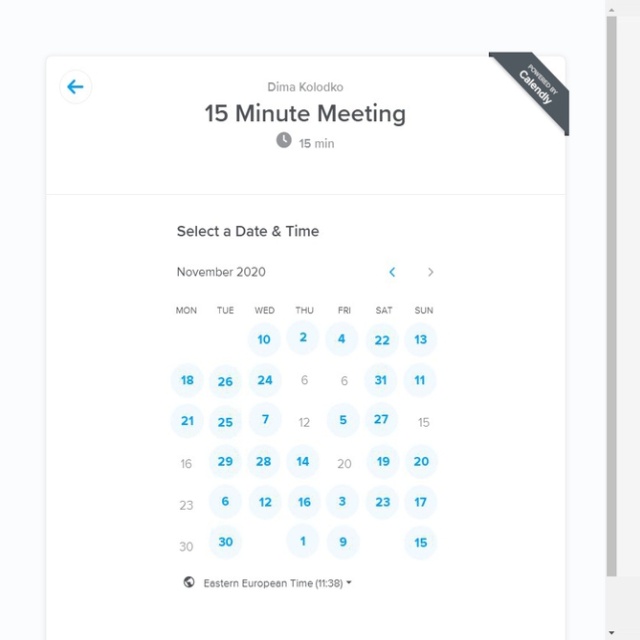 POWERED BY
Calendly
Dima Kolodko
15 Minute Meeting
15 min
Select a Date & Time
November 2020
MON TUE WED THU FRI SAT SUN
10 2 4 22 13
18 26 24 6 6 31 11
21 25 7 12 5 27 15
16 29 28 14 20 19 20
23 6 12 16 3 23 17
30 30 1 9 15
Eastern European Time (11:38)